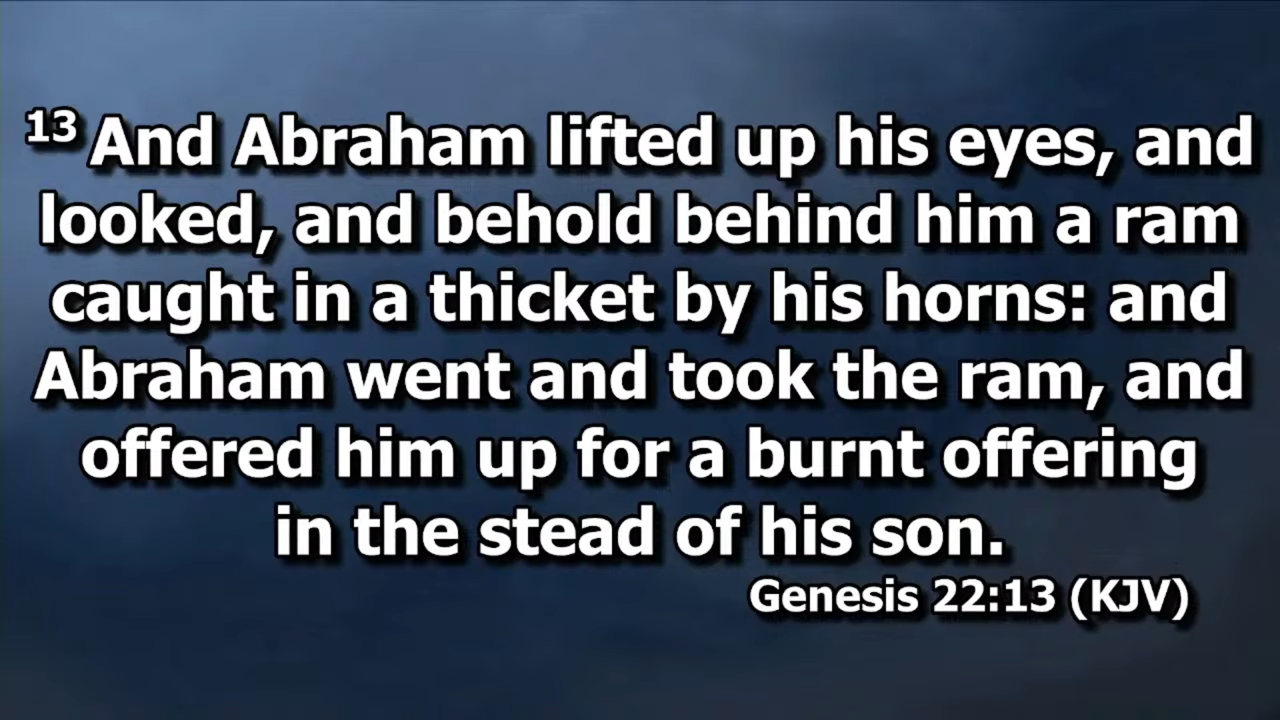 13 And Abraham lifted up his eyes, and
looked, and behold behind him a ram
caught in a thicket by his horns: and
Abraham went and took the ram, and
offered him up for a burnt offering
in the stead of his son.
Genesis 22:13 (KJV)